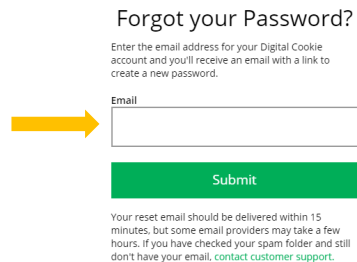 Forgot your Password?
Enter the email address for your Digital Cookie
account and you'll receive an email with a link to
create a new password.
Email
Submit
Your reset email should be delivered within 15
minutes, but some email providers may take a few
hours. If you have checked your spam folder and still
don't have your email, contact customer support.